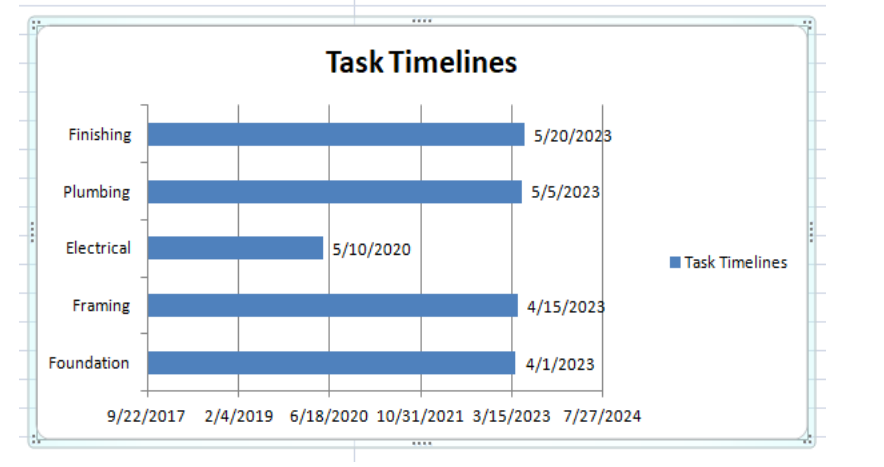 Task Timelines
Finishing 5/20/2023
Plumbing 5/5/2023
Electrical 5/10/2020
Task Timelines
Framing 4/15/2023
Foundation 4/1/2023
9/22/2017 2/4/2019 6/18/2020 10/31/2021 3/15/2023 7/27/2024